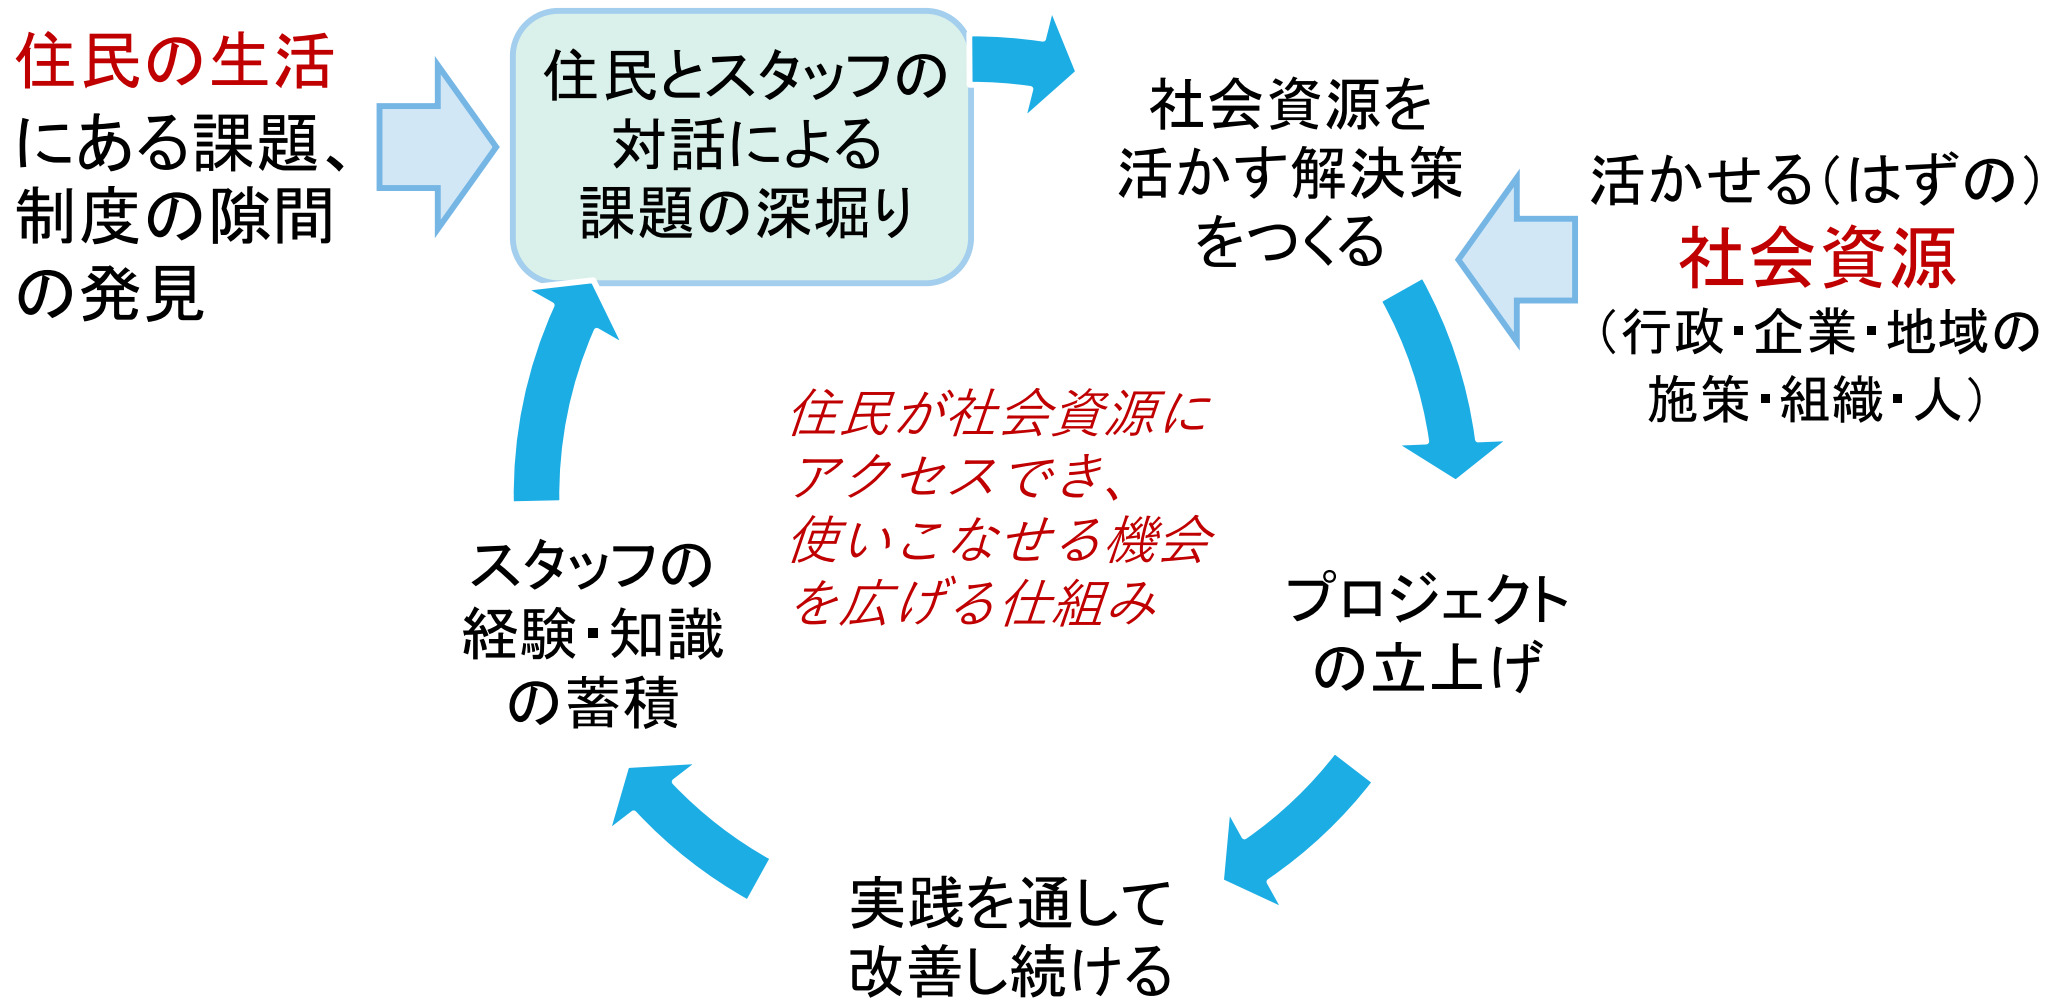 住民の生活
にある課題、
制度の隙間
の発見
住民とスタッフの
対話による
課題の深堀り
社会資源を
活かす解決策
をつくる
活かせる（はずの）
社会資源
（行政・企業・地域の
施策・組織・人）
住民が社会資源に
アクセスでき、
使いこなせる機会
を広げる仕組み
プロジェクト
の立上げ
実践を通して
改善し続ける
スタッフの
経験・知識
の蓄積